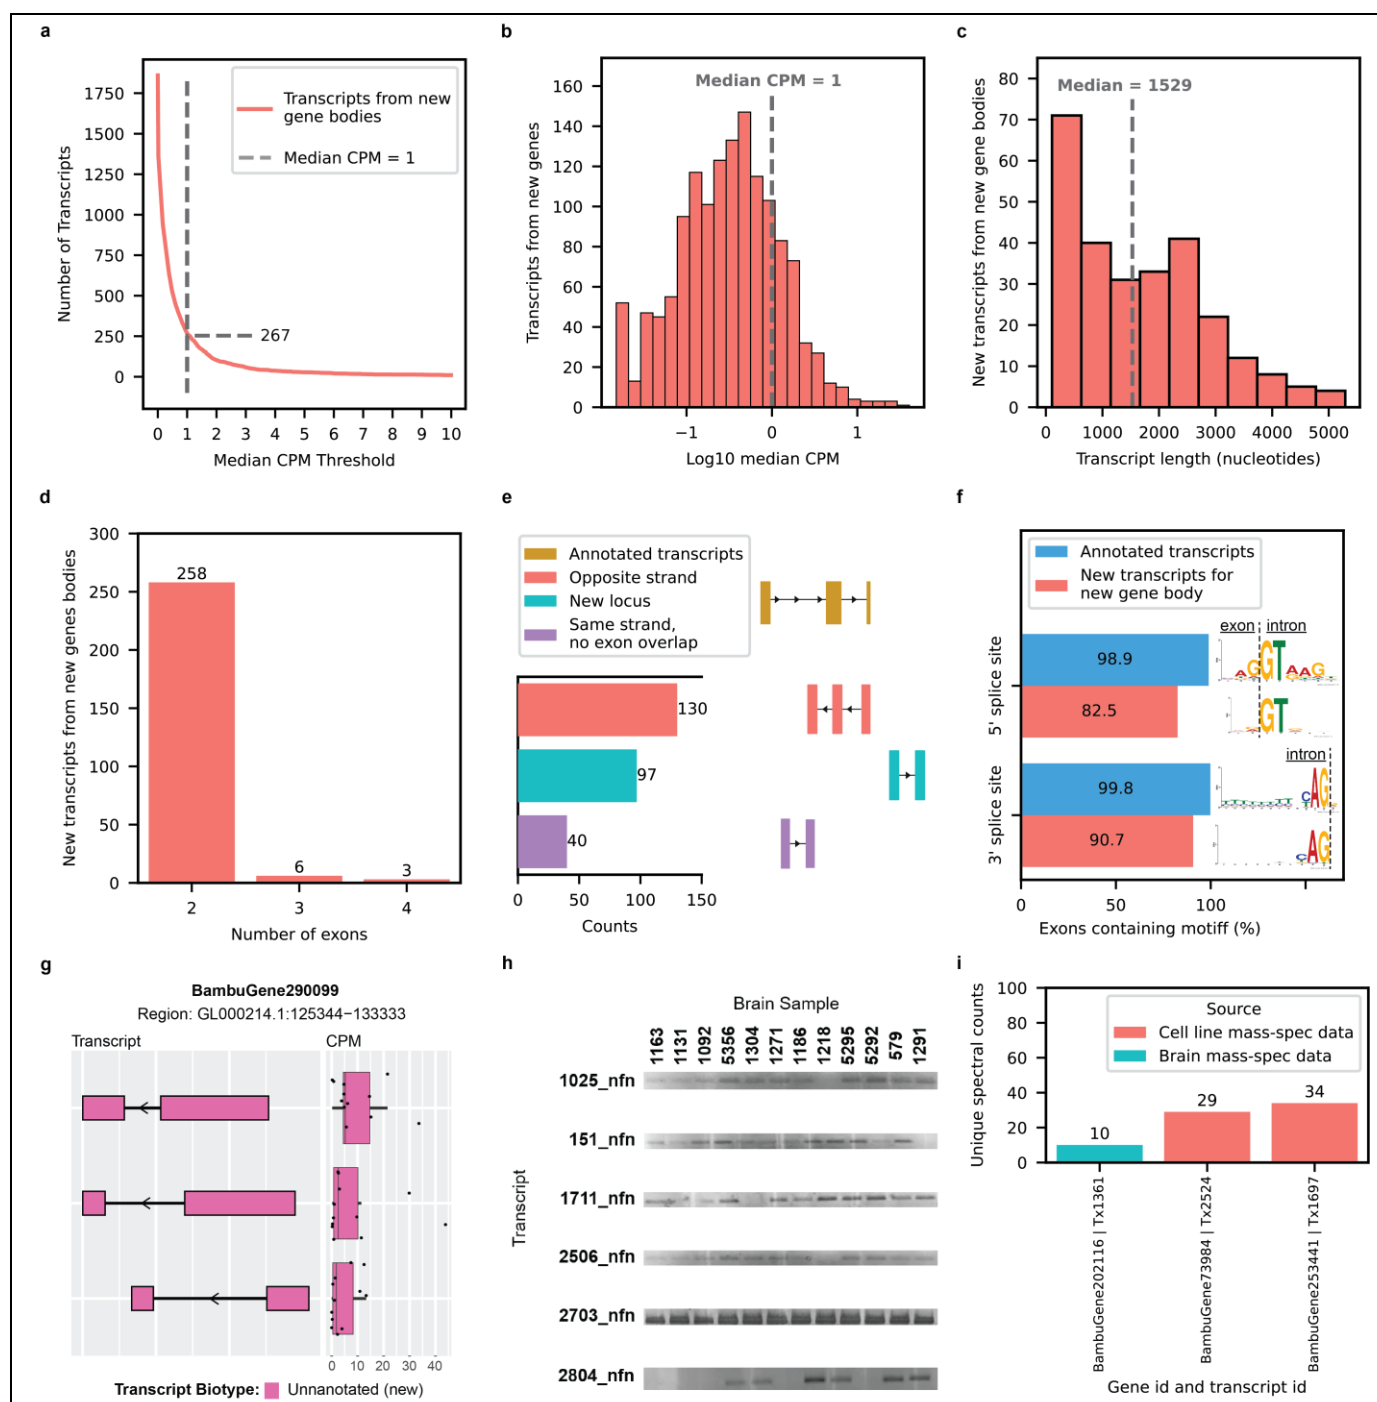 a
1750
1500
1250
1000
750
500
250
0
Number of Transcripts
Transcripts from new
gene bodies
Median CPM = 1
267
0 1 2 3 4 5 6 7 8 9 10
Median CPM Threshold
b
160
140
120
100
80
60
40
20
0
Transcripts from new genes
Median CPM = 1
−1 0 1
Log10 median CPM
c
80
70
60
50
40
30
20
10
0
New transcripts from new gene bodies
Median = 1529
0 1000 2000 3000 4000 5000
Transcript length (nucleotides)
d
300
250
200
150
100
50
0
New transcripts from new genes bodies
258
6
3
2 3 4
Number of exons
e
Annotated transcripts
Opposite strand
New locus
Same strand,
no exon overlap
130
97
40
0 50 100 150
Counts
f
Annotated transcripts
New transcripts for
new gene body
exon intron
5' splice site
98.9
AGGTAAG
82.5
GT
intron
3' splice site
99.8
CAG
90.7
CAG
0 50 100
Exons containing motiff (%)
g
BambuGene290099
Region: GL000214.1:125344−133333
Transcript CPM
0 10 20 30 40
Transcript Biotype: Unnanotated (new)
h
Brain Sample
1163 1131 1092 5356 1304 1271 1186 1218 5295 5292 579 1291
Transcript
1025_nfn
151_nfn
1711_nfn
2506_nfn
2703_nfn
2804_nfn
i
100
80
60
40
20
0
Unique spectral counts
Source
Cell line mass-spec data
Brain mass-spec data
10
29
34
BambuGene202116 | Tx1361
BambuGene73984 | Tx2524
BambuGene253441 | Tx1697
Gene id and transcript id